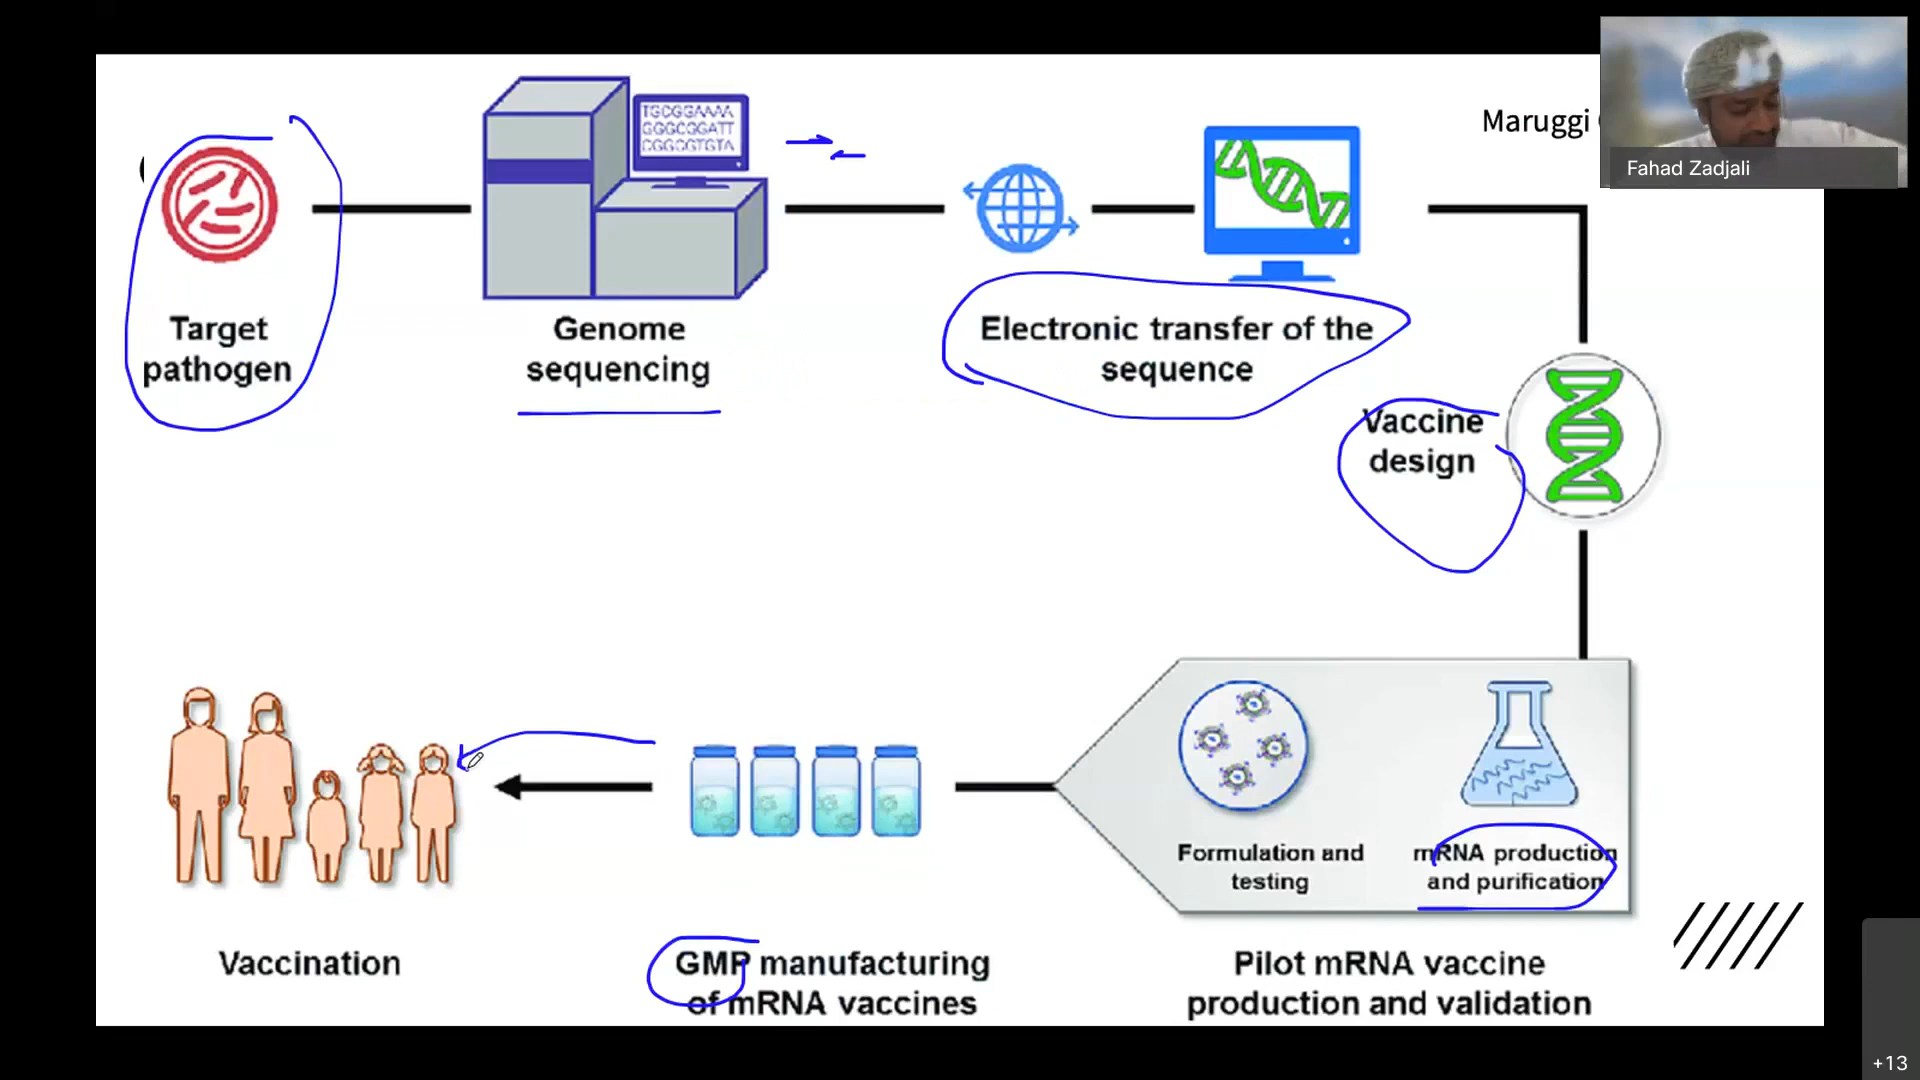 TGCGGAAAA
GGGCGGATT
CGGCGTGTA
Maruggi
Fahad Zadjali
Target
pathogen
Genome
sequencing
Electronic transfer of the
sequence
Vaccine
design
Formulation and
testing
mRNA production
and purification
Vaccination
GMP manufacturing
of mRNA vaccines
Pilot mRNA vaccine
production and validation
+13